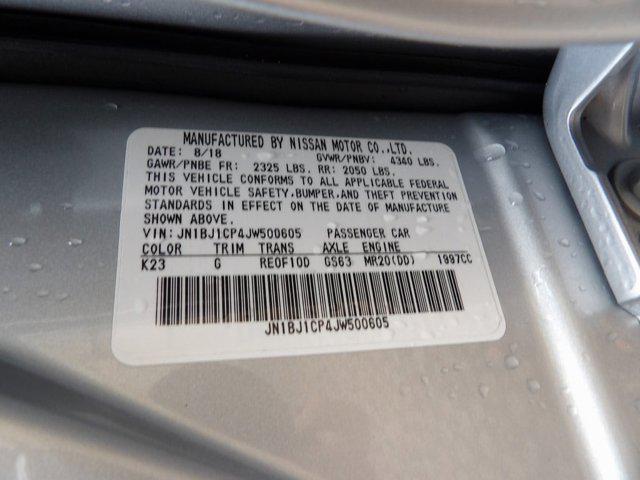 MANUFACTURED BY NISSAN MOTOR CO.,LTD.
DATE: 8/18 GVWR/PNBV: 4340 LBS.
GAWR/PNBE FR: 2325 LBS. RR: 2050 LBS.
THIS VEHICLE CONFORMS TO ALL APPLICABLE FEDERAL
MOTOR VEHICLE SAFETY,BUMPER,AND THEFT PREVENTION
STANDARDS IN EFFECT ON THE DATE OF MANUFACTURE
SHOWN ABOVE.
VIN:JN1BJ1CP4JW500605 PASSENGER CAR
COLOR TRIM TRANS AXLE ENGINE
K23 G RE0F10D GS63 MR20(DD) 1997CC
JN1BJ1CP4JW500605